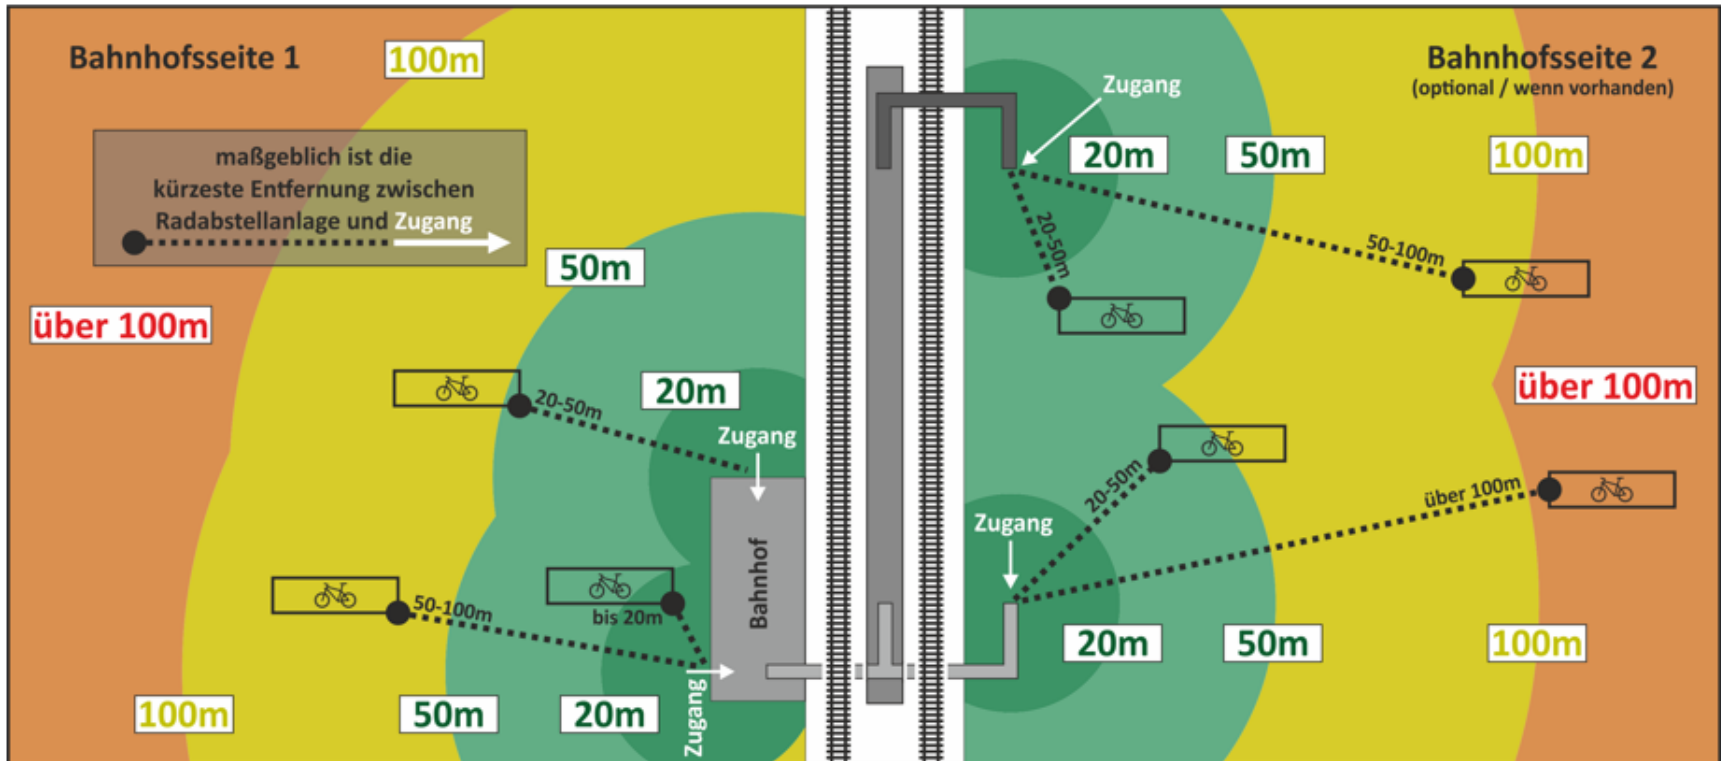 Bahnhofsseite 1
100m
maßgeblich ist die
kürzeste Entfernung zwischen
Radabstellanlage und Zugang
50m
über 100m
20m
20-50m
Zugang
Bahnhof
50-100m
bis 20m
Zugang
100m
50m
20m
Bahnhofsseite 2
(optional / wenn vorhanden)
Zugang
20m
50m
100m
20-50m
50-100m
über 100m
20-50m
über 100m
Zugang
20m
50m
100m